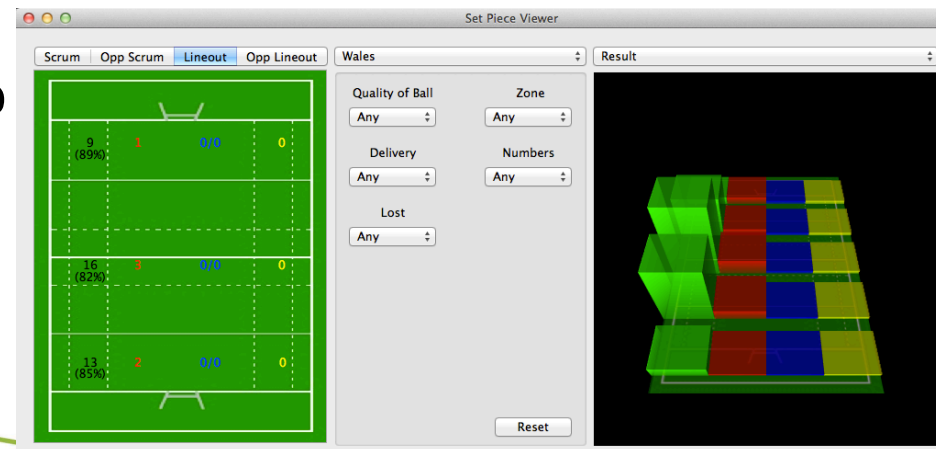 Set Piece Viewer
Scrum Opp Scrum Lineout Opp Lineout
Wales
Result
Quality of Ball Zone
Any Any
Delivery Numbers
Any Any
Lost
Any
Reset
9 1 0/0 0
(89%)
16 3 0/0 0
(82%)
13 2 0/0 0
(85%)